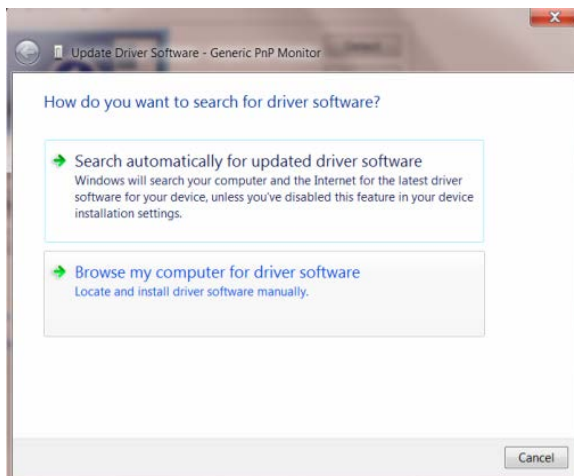 Update Driver Software - Generic PnP Monitor
How do you want to search for driver software?
Search automatically for updated driver software
Windows will search your computer and the Internet for the latest driver
software for your device, unless you've disabled this feature in your device
installation settings.
Browse my computer for driver software
Locate and install driver software manually.
Cancel